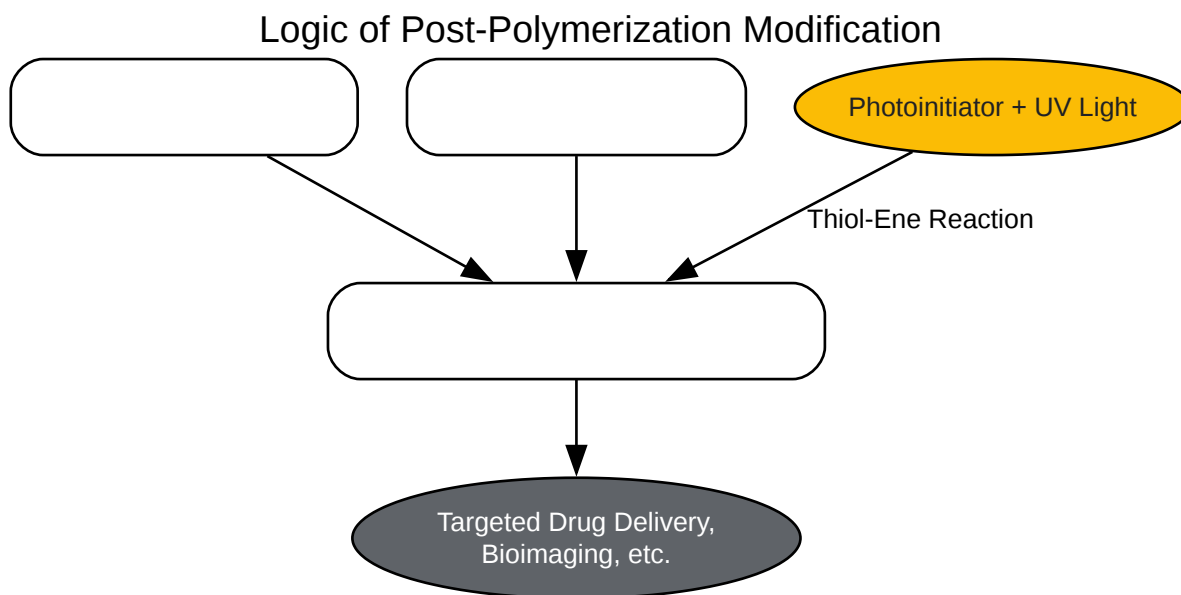 Logic of Post-Polymerization Modification
Photoinitiator + UV Light
Thiol-Ene Reaction
Targeted Drug Delivery,
Bioimaging, etc.